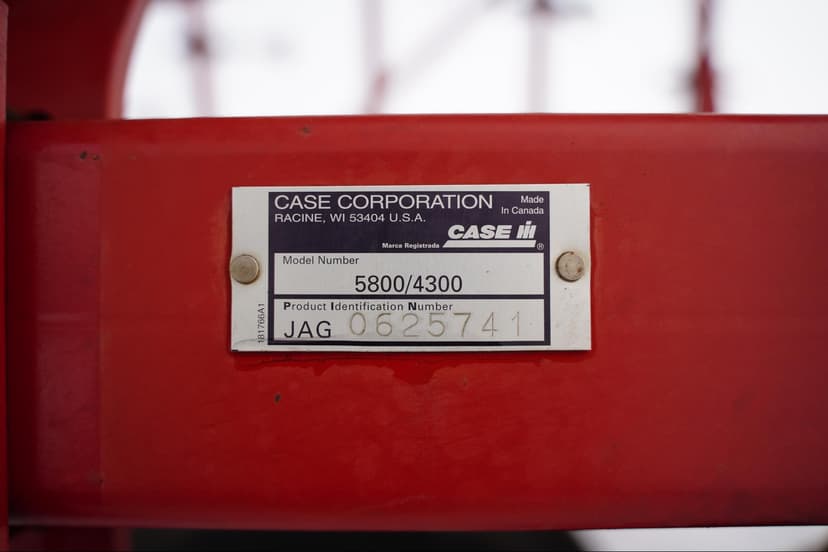 CASE CORPORATION
RACINE, WI 53404 U.S.A.
Made
In Canada
CASE IH
Marca Registrada
®
Model Number
5800/4300
Product Identification Number
JAG 0625741
181766A1